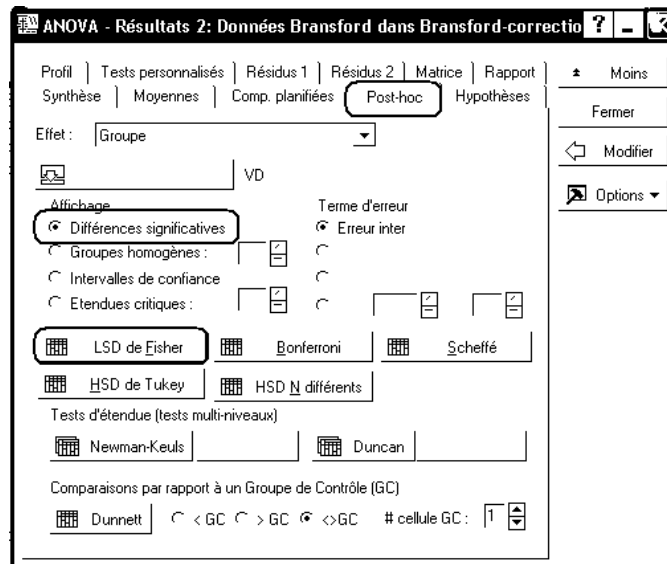 ANOVA - Résultats 2: Données Bransford dans Bransford-correctio
Profil Tests personnalisés Résidus 1 Résidus 2 Matrice Rapport
Synthèse Moyennes Comp. planifiées Post-hoc Hypothèses
Moins
Fermer
Modifier
Options
Effet : Groupe
VD
Affichage
Différences significatives
Groupes homogènes :
Intervalles de confiance
Etendues critiques :
Terme d'erreur
Erreur inter
LSD de Fisher Bonferroni Scheffé
HSD de Tukey HSD N différents
Tests d'étendue (tests multi-niveaux)
Newman-Keuls Duncan
Comparaisons par rapport à un Groupe de Contrôle (GC)
Dunnett < GC > GC <>GC # cellule GC : 1